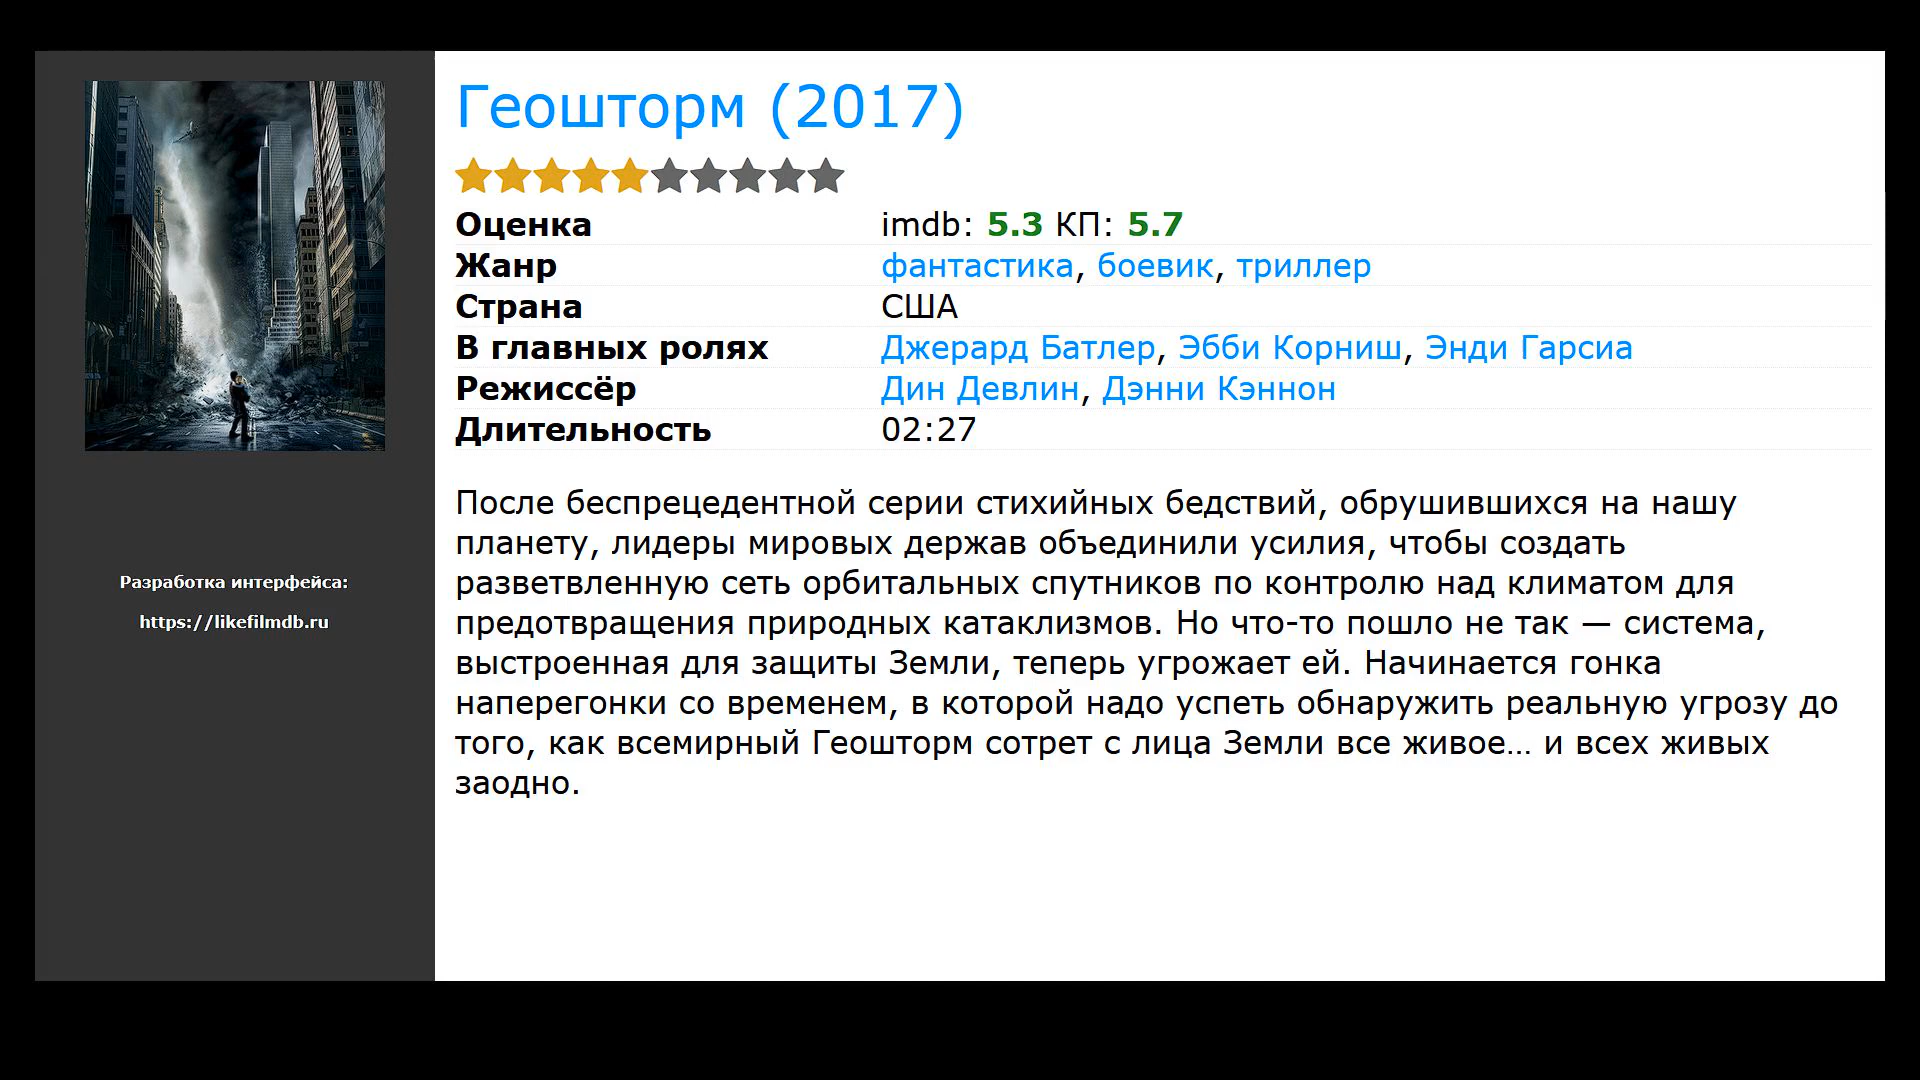 Геошторм (2017)
Оценка imdb: 5.3 КП: 5.7
Жанр фантастика, боевик, триллер
Страна США
В главных ролях Джерард Батлер, Эбби Корниш, Энди Гарсиа
Режиссёр Дин Девлин, Дэнни Кэннон
Длительность 02:27
После беспрецедентной серии стихийных бедствий, обрушившихся на нашу
планету, лидеры мировых держав объединили усилия, чтобы создать
разветвленную сеть орбитальных спутников по контролю над климатом для
предотвращения природных катаклизмов. Но что-то пошло не так — система,
выстроенная для защиты Земли, теперь угрожает ей. Начинается гонка
наперегонки со временем, в которой надо успеть обнаружить реальную угрозу до
того, как всемирный Геошторм сотрет с лица Земли все живое… и всех живых
заодно.
Разработка интерфейса:
https://likefilmdb.ru